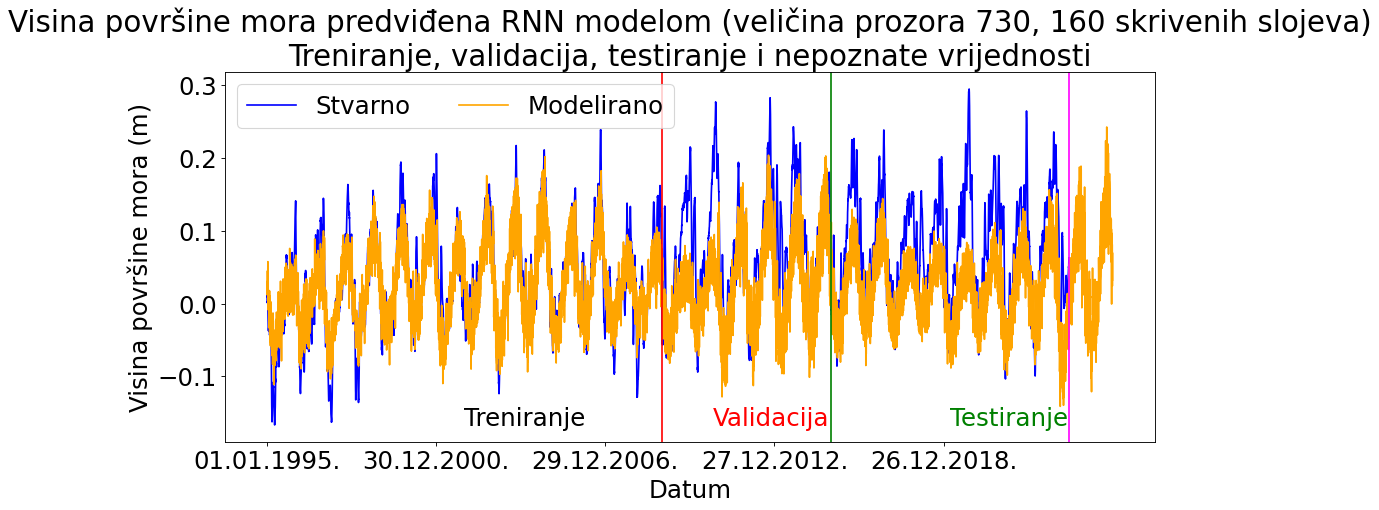 Visina površine mora predviđena RNN modelom (veličina prozora 730, 160 skrivenih slojeva)
Treniranje, validacija, testiranje i nepoznate vrijednosti
Stvarno Modelirano
Visina površine mora (m)
0.3
0.2
0.1
0.0
−0.1
Treniranje Validacija Testiranje
01.01.1995. 30.12.2000. 29.12.2006. 27.12.2012. 26.12.2018.
Datum